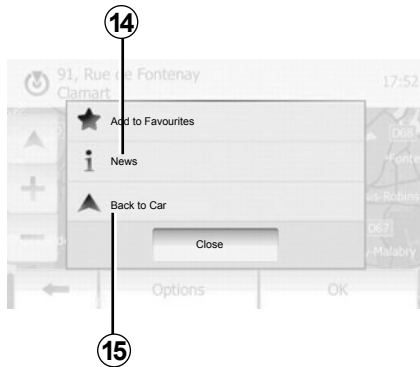 14
91, Rue de Fontenay
Clamart
17:52
Add to Favourites
News
Back to Car
D67
Close
Options
OK
15